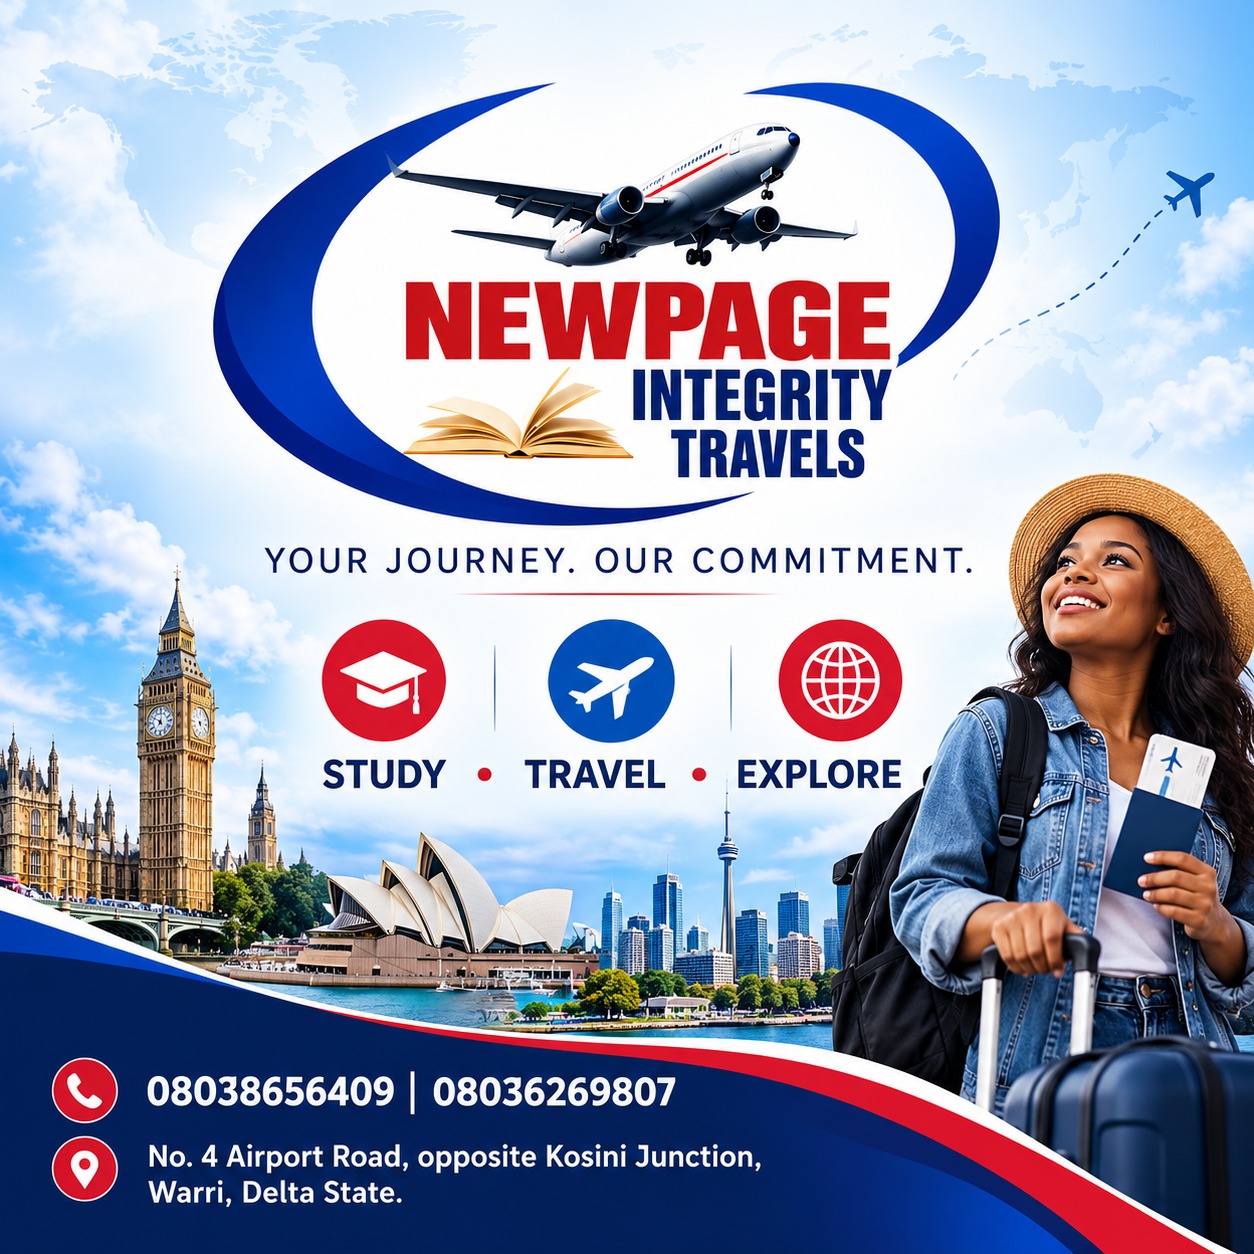 NEWPAGE
INTEGRITY
TRAVELS
YOUR JOURNEY. OUR COMMITMENT.
STUDY • TRAVEL • EXPLORE
08038656409 | 08036269807
No. 4 Airport Road, opposite Kosini Junction,
Warri, Delta State.